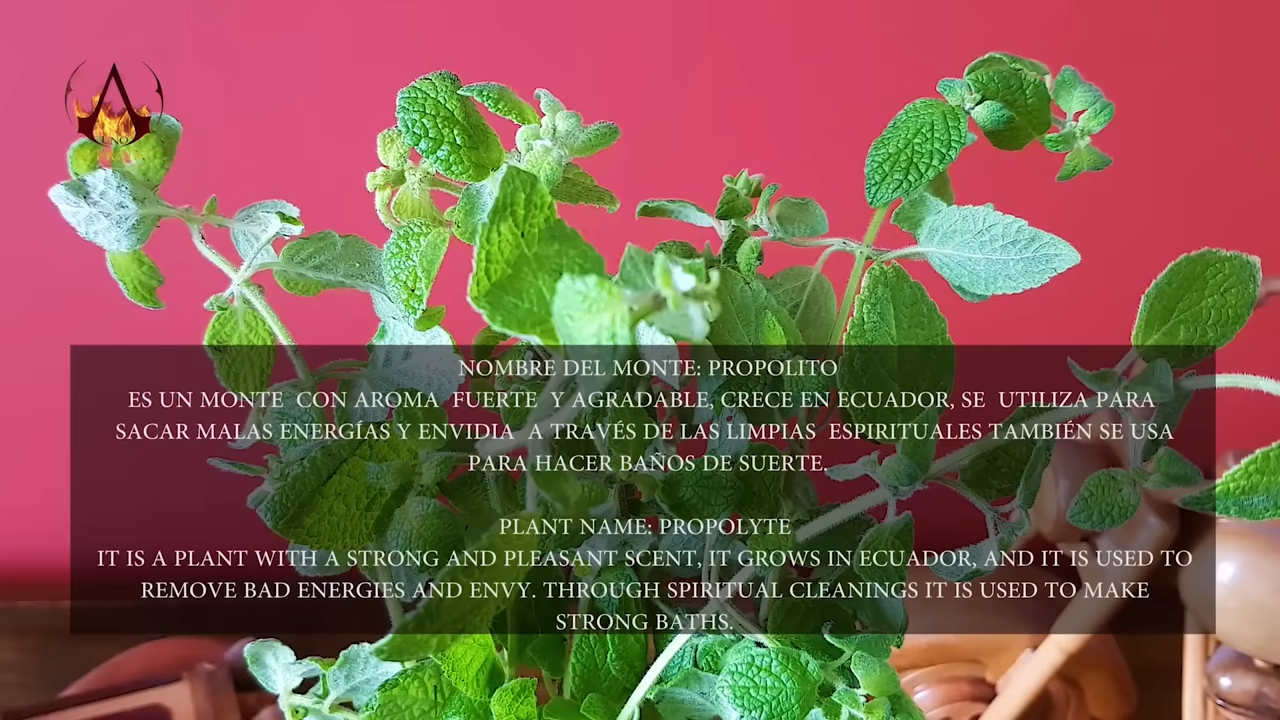 UNO
NOMBRE DEL MONTE: PROPOLITO
ES UN MONTE CON AROMA FUERTE Y AGRADABLE, CRECE EN ECUADOR, SE UTILIZA PARA
SACAR MALAS ENERGÍAS Y ENVIDIA A TRAVÉS DE LAS LIMPIAS ESPIRITUALES TAMBIÉN SE USA
PARA HACER BAÑOS DE SUERTE.
PLANT NAME: PROPOLYTE
IT IS A PLANT WITH A STRONG AND PLEASANT SCENT, IT GROWS IN ECUADOR, AND IT IS USED TO
REMOVE BAD ENERGIES AND ENVY. THROUGH SPIRITUAL CLEANINGS IT IS USED TO MAKE
STRONG BATHS.